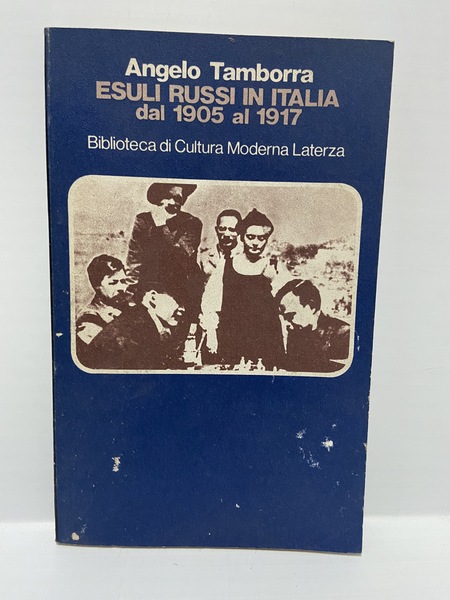 Angelo Tamborra
ESULI RUSSI IN ITALIA
dal 1905 al 1917
Biblioteca di Cultura Moderna Laterza